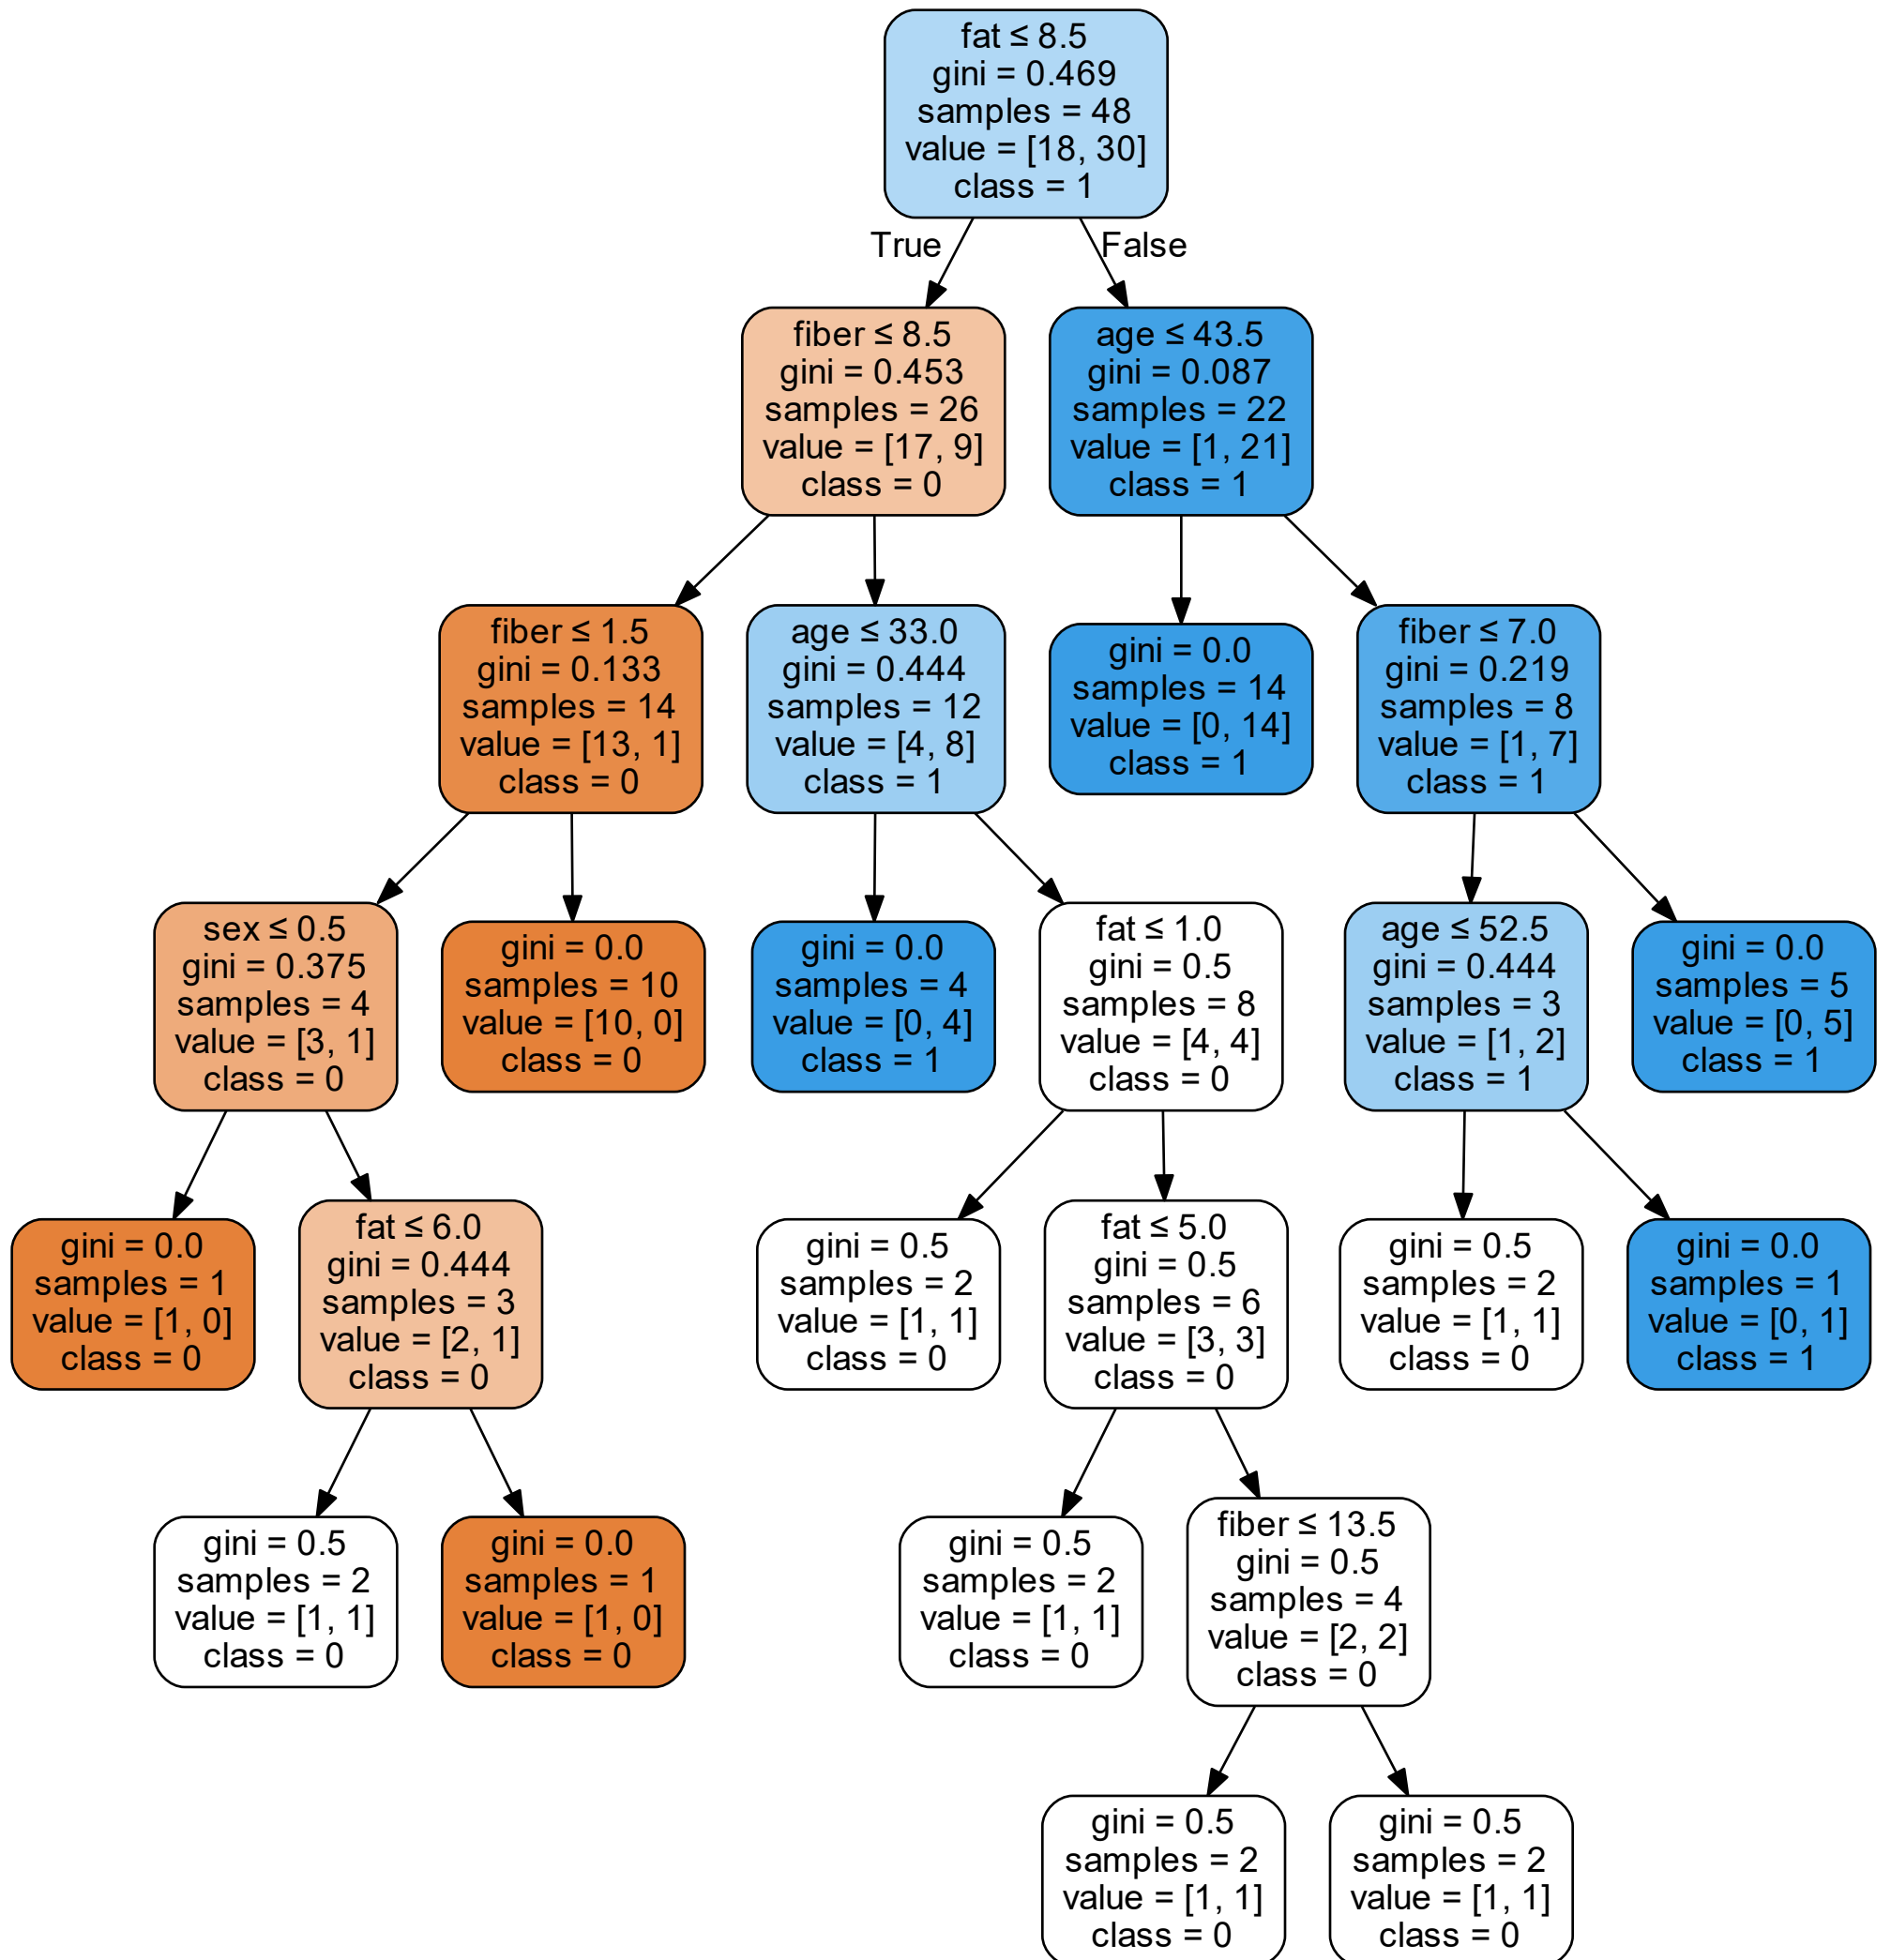 fat ≤ 8.5
gini = 0.469
samples = 48
value = [18, 30]
class = 1
True
False
fiber ≤ 8.5
gini = 0.453
samples = 26
value = [17, 9]
class = 0
age ≤ 43.5
gini = 0.087
samples = 22
value = [1, 21]
class = 1
fiber ≤ 1.5
gini = 0.133
samples = 14
value = [13, 1]
class = 0
age ≤ 33.0
gini = 0.444
samples = 12
value = [4, 8]
class = 1
gini = 0.0
samples = 14
value = [0, 14]
class = 1
fiber ≤ 7.0
gini = 0.219
samples = 8
value = [1, 7]
class = 1
sex ≤ 0.5
gini = 0.375
samples = 4
value = [3, 1]
class = 0
gini = 0.0
samples = 10
value = [10, 0]
class = 0
gini = 0.0
samples = 4
value = [0, 4]
class = 1
fat ≤ 1.0
gini = 0.5
samples = 8
value = [4, 4]
class = 0
age ≤ 52.5
gini = 0.444
samples = 3
value = [1, 2]
class = 1
gini = 0.0
samples = 5
value = [0, 5]
class = 1
gini = 0.0
samples = 1
value = [1, 0]
class = 0
fat ≤ 6.0
gini = 0.444
samples = 3
value = [2, 1]
class = 0
gini = 0.5
samples = 2
value = [1, 1]
class = 0
fat ≤ 5.0
gini = 0.5
samples = 6
value = [3, 3]
class = 0
gini = 0.5
samples = 2
value = [1, 1]
class = 0
gini = 0.0
samples = 1
value = [0, 1]
class = 1
gini = 0.5
samples = 2
value = [1, 1]
class = 0
gini = 0.0
samples = 1
value = [1, 0]
class = 0
gini = 0.5
samples = 2
value = [1, 1]
class = 0
fiber ≤ 13.5
gini = 0.5
samples = 4
value = [2, 2]
class = 0
gini = 0.5
samples = 2
value = [1, 1]
class = 0
gini = 0.5
samples = 2
value = [1, 1]
class = 0